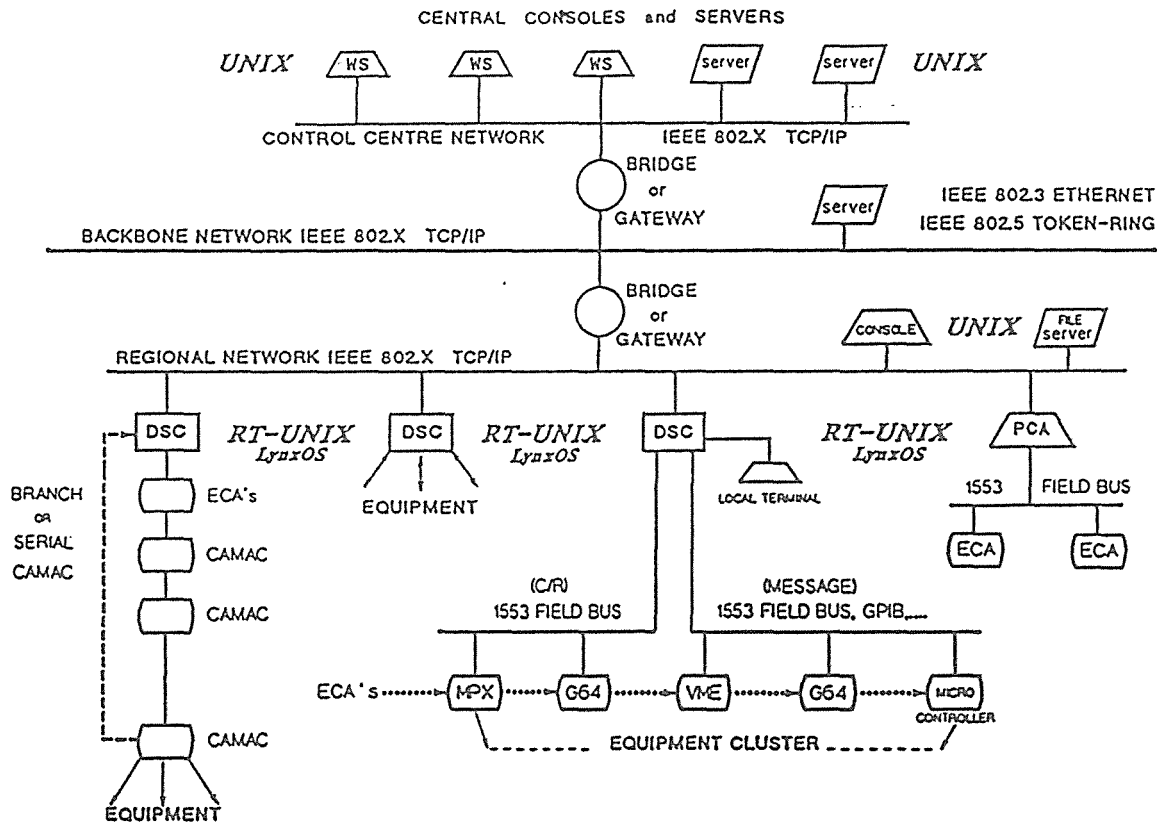 CENTRAL CONSOLES and SERVERS
UNIX WS WS WS server server UNIX
CONTROL CENTRE NETWORK IEEE 802.X TCP/IP
BRIDGE
or
GATEWAY
server
IEEE 802.3 ETHERNET
IEEE 802.5 TOKEN-RING
BACKBONE NETWORK IEEE 802.X TCP/IP
BRIDGE
or
GATEWAY
CONSOLE
UNIX
FILE
server
REGIONAL NETWORK IEEE 802.X TCP/IP
DSC
RT-UNIX
LynxOS
DSC
RT-UNIX
LynxOS
DSC
RT-UNIX
LynxOS
PCA
LOCAL TERMINAL
EQUIPMENT
1553 FIELD BUS
ECA
ECA
BRANCH
OR
SERIAL
CAMAC
ECA's
CAMAC
CAMAC
CAMAC
EQUIPMENT
(C/R)
1553 FIELD BUS
(MESSAGE)
1553 FIELD BUS, GPIB,....
ECA's MPX G64 VME G64 MICRO
CONTROLLER
EQUIPMENT CLUSTER